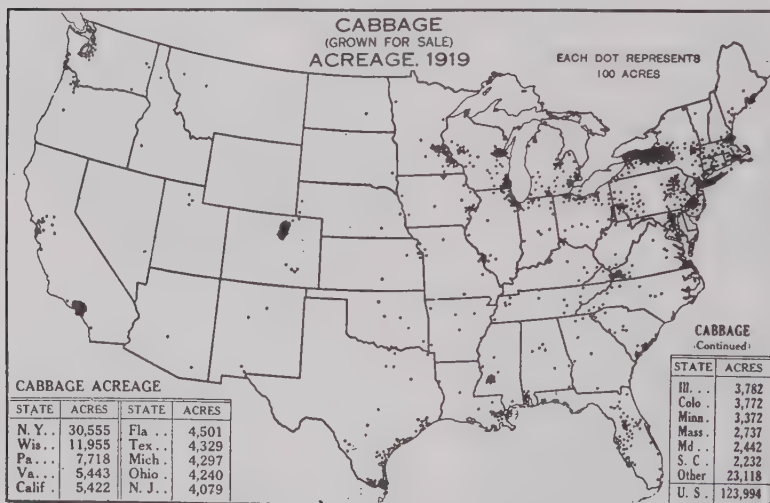 CABBAGE
(GROWN FOR SALE)
ACREAGE, 1919
EACH DOT REPRESENTS
100 ACRES
CABBAGE ACREAGE
STATE ACRES STATE ACRES
N. Y. . 30,555 Fla . . 4,501
Wis. . 11,955 Tex. . 4,329
Pa . . . 7,718 Mich . 4,297
Va . . . 5,443 Ohio . 4,240
Calif . 5,422 N. J. . 4,079
CABBAGE
(Continued)
STATE ACRES
Ill. . . 3,782
Colo . 3,772
Minn . 3,372
Mass. 2,737
Md . . 2,442
S. C . 2,232
Other 23,118
U. S. 123,994